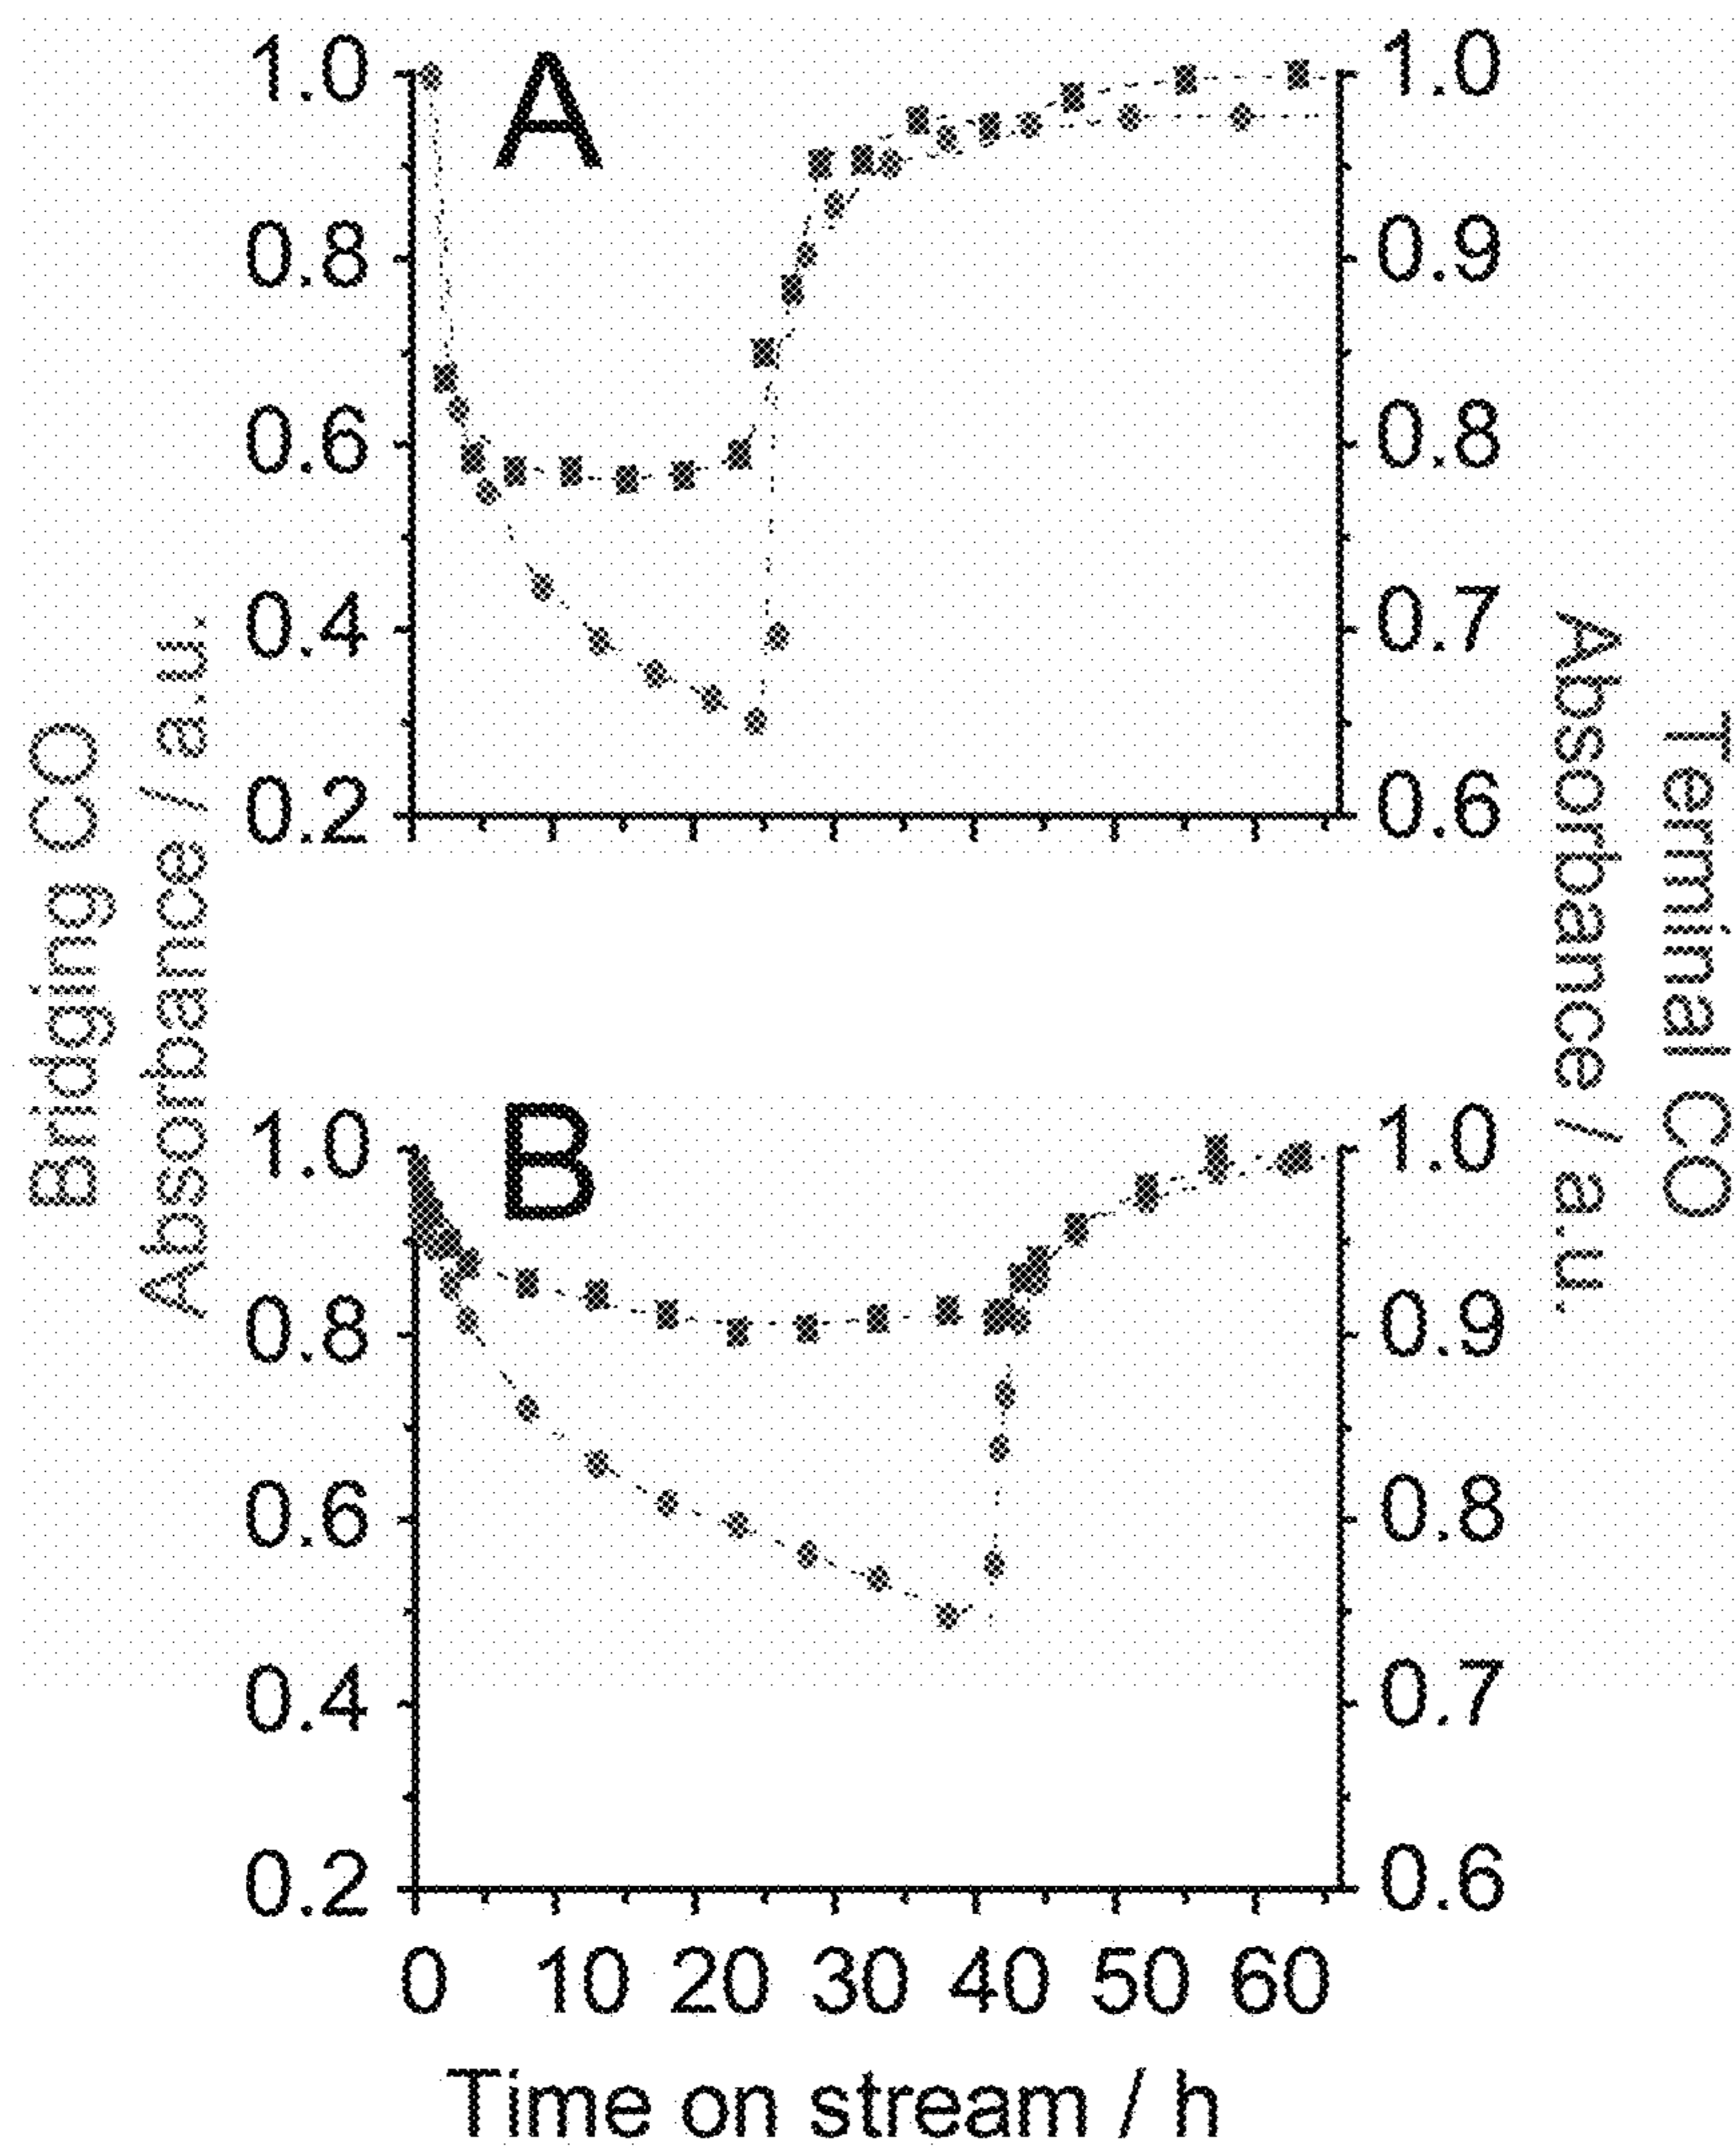 A
1.0 1.0
0.8 0.9
0.6 0.8
0.4 0.7
0.2 0.6
Bridging CO
Absorbance / a.u.
Terminal CO
Absorbance / a.u.
B
1.0 1.0
0.8 0.9
0.6 0.8
0.4 0.7
0.2 0.6
0 10 20 30 40 50 60
Time on stream / h